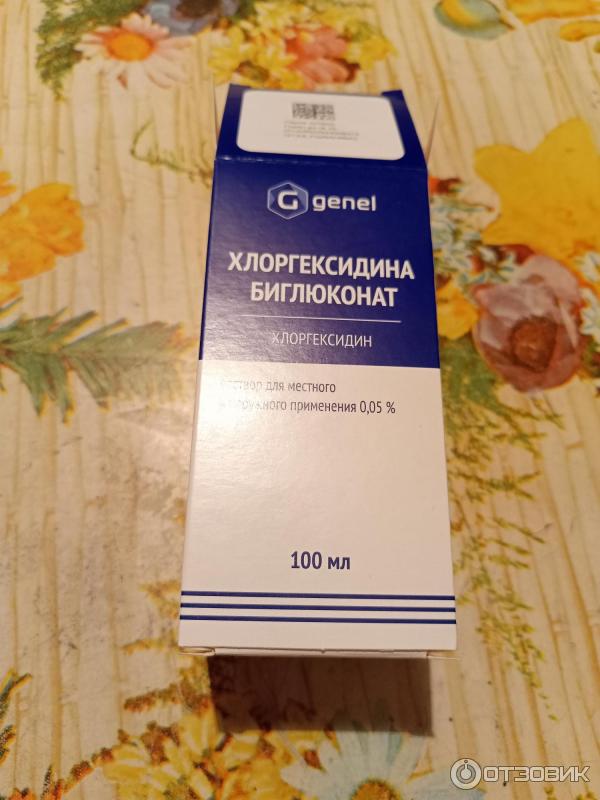 genel
ХЛОРГЕКСИДИНА
БИГЛЮКОНАТ
ХЛОРГЕКСИДИН
для местного
применения 0,05 %
100 мл
ОТЗОВИК